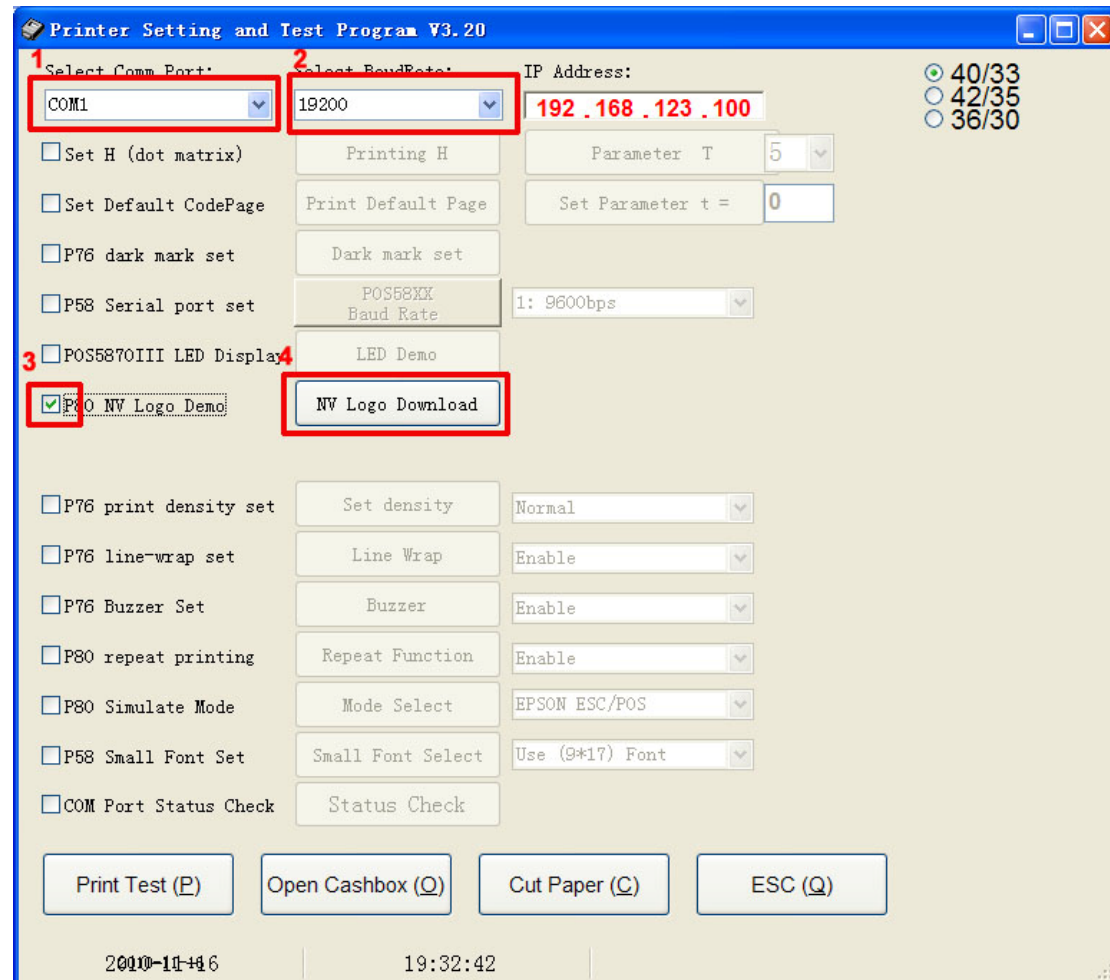 Printer Setting and Test Program V3.20
1 2
Select Comm Port: Select BaudRate: IP Address:
COM1 19200 192 . 168 . 123 . 100
40/33
42/35
36/30
Set H (dot matrix) Printing H Parameter T 5
Set Default CodePage Print Default Page Set Parameter t = 0
P76 dark mark set Dark mark set
P58 Serial port set POS58XX
Baud Rate 1: 9600bps
POS5870III LED Display LED Demo
3 4
P80 NV Logo Demo NV Logo Download
P76 print density set Set density Normal
P76 line-wrap set Line Wrap Enable
P76 Buzzer Set Buzzer Enable
P80 repeat printing Repeat Function Enable
P80 Simulate Mode Mode Select EPSON ESC/POS
P58 Small Font Set Small Font Select Use (9*17) Font
COM Port Status Check Status Check
Print Test (P) Open Cashbox (O) Cut Paper (C) ESC (Q)
19:32:42